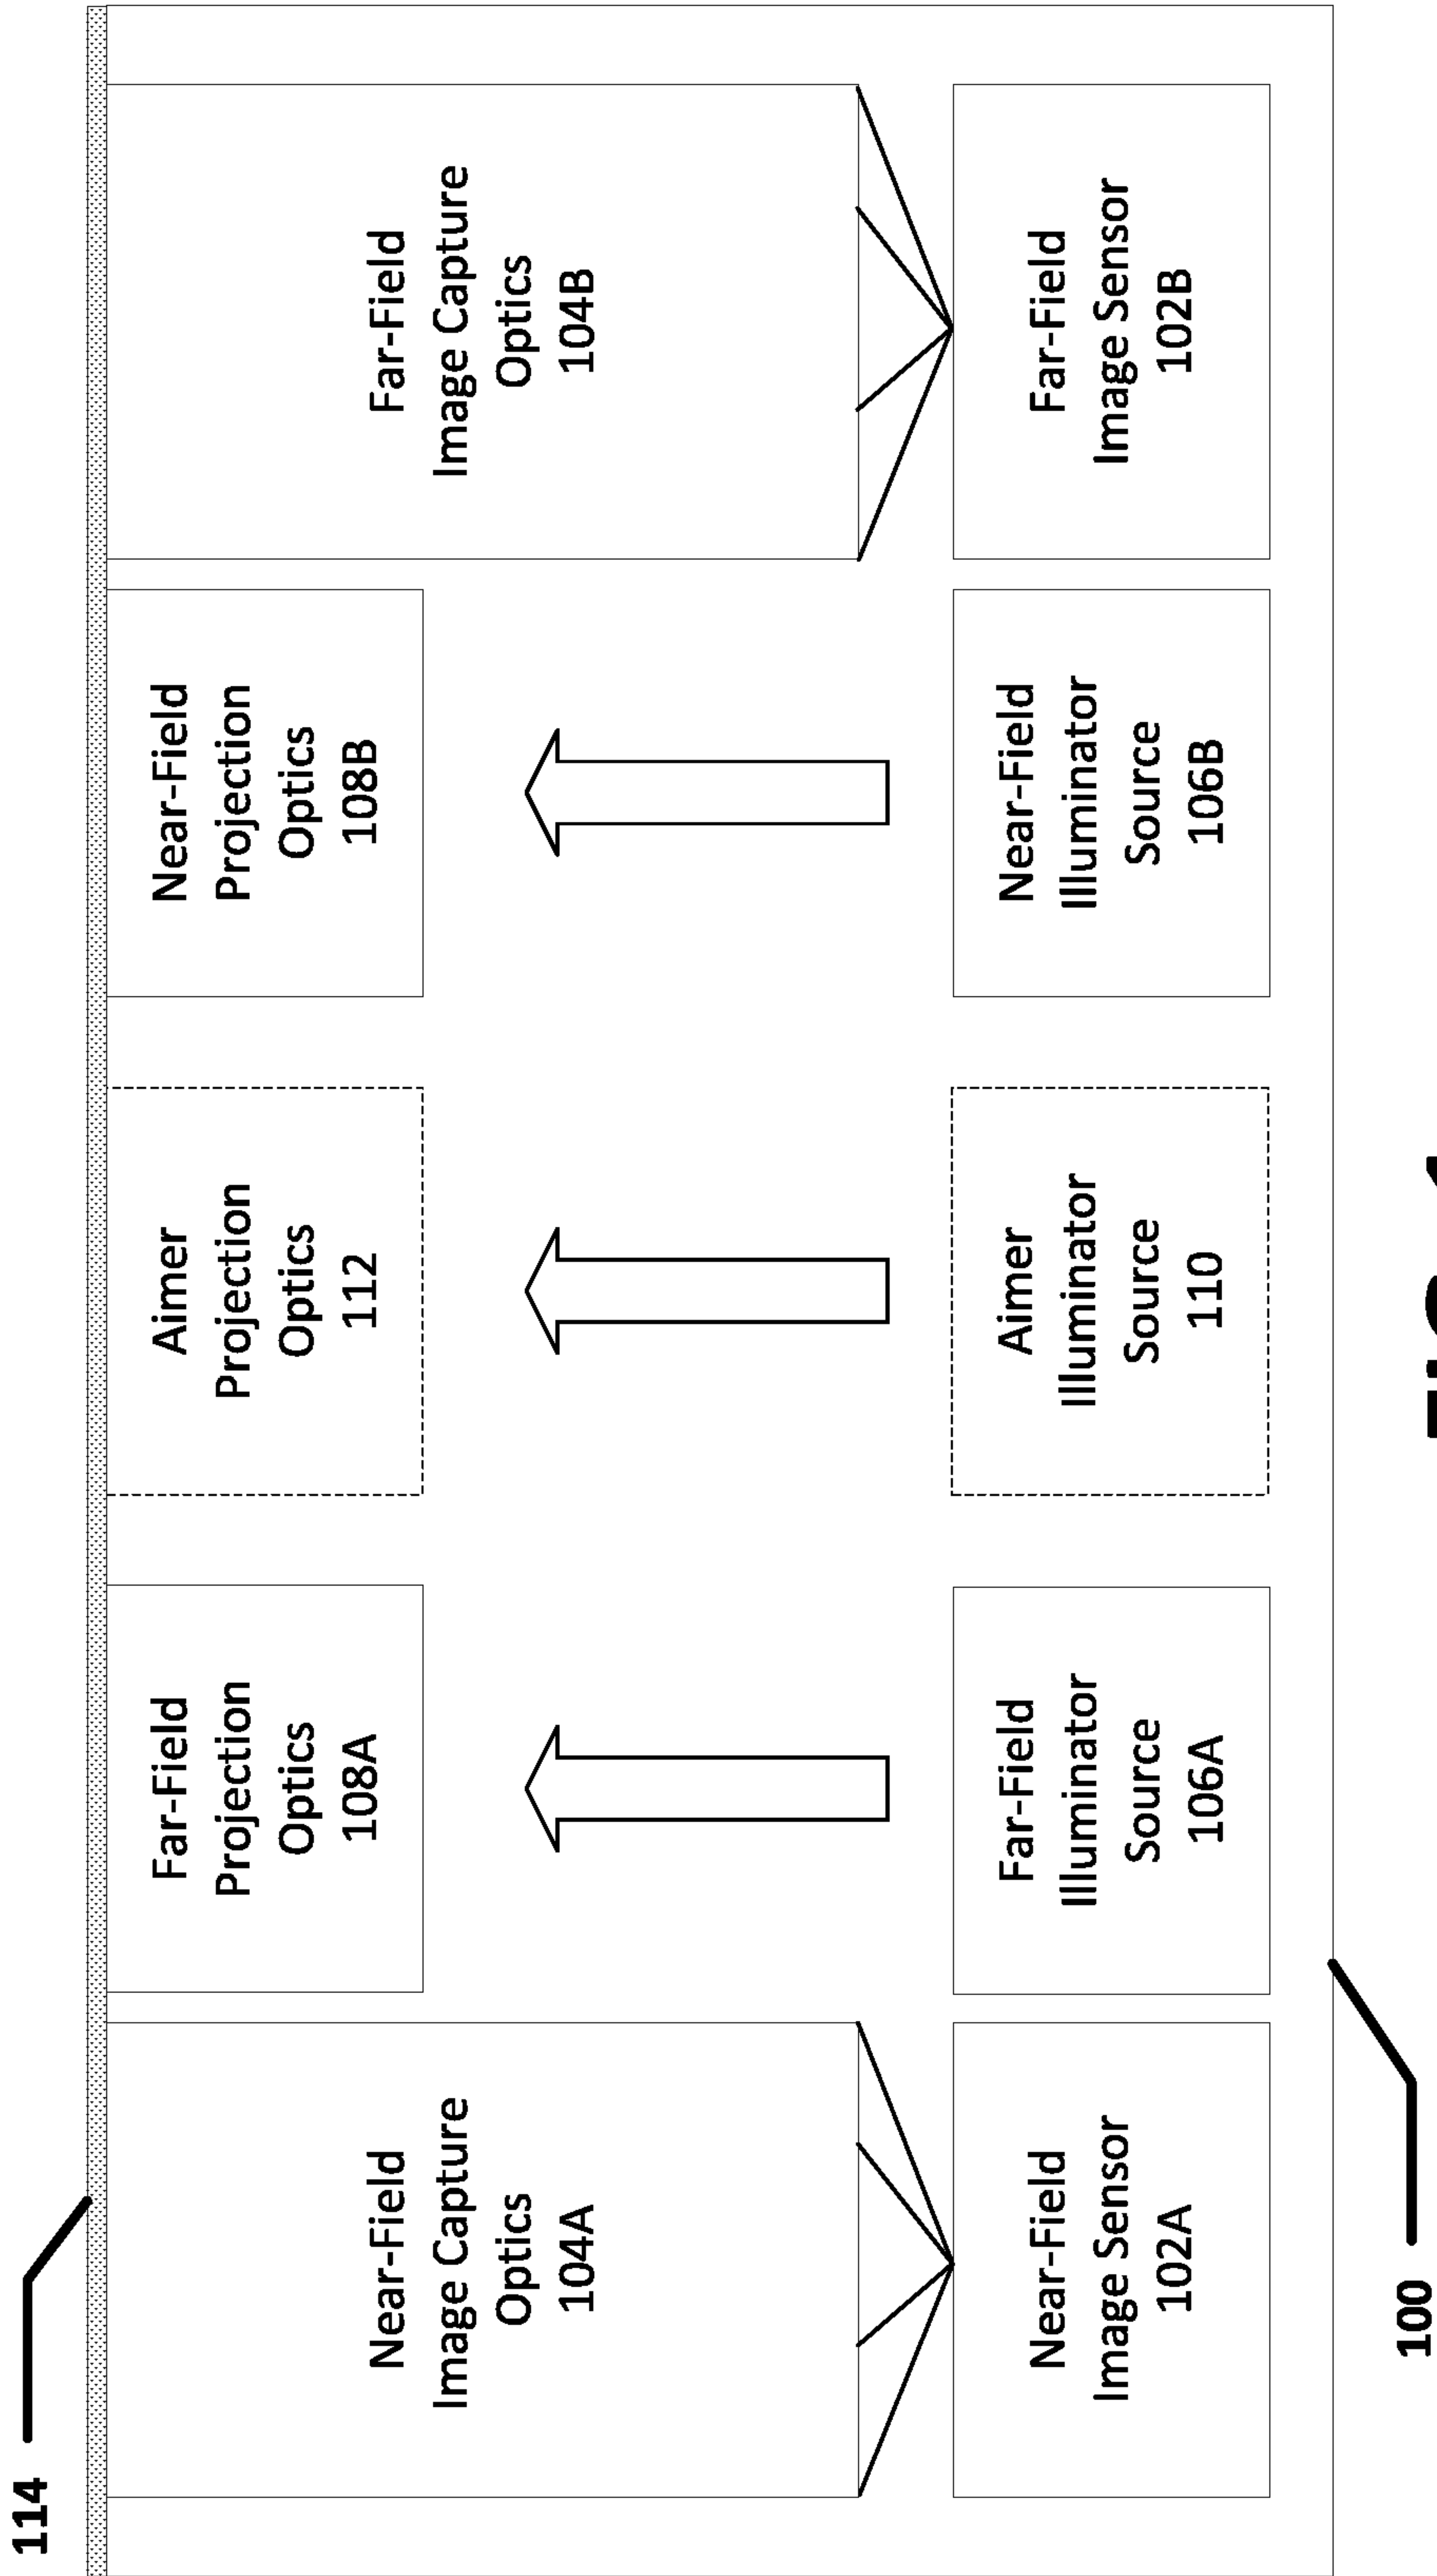 114
Near-Field
Image Capture
Optics
104A
Far-Field
Projection
Optics
108A
Aimer
Projection
Optics
112
Near-Field
Projection
Optics
108B
Far-Field
Image Capture
Optics
104B
Near-Field
Image Sensor
102A
Far-Field
Illuminator
Source
106A
Aimer
Illuminator
Source
110
Near-Field
Illuminator
Source
106B
Far-Field
Image Sensor
102B
100